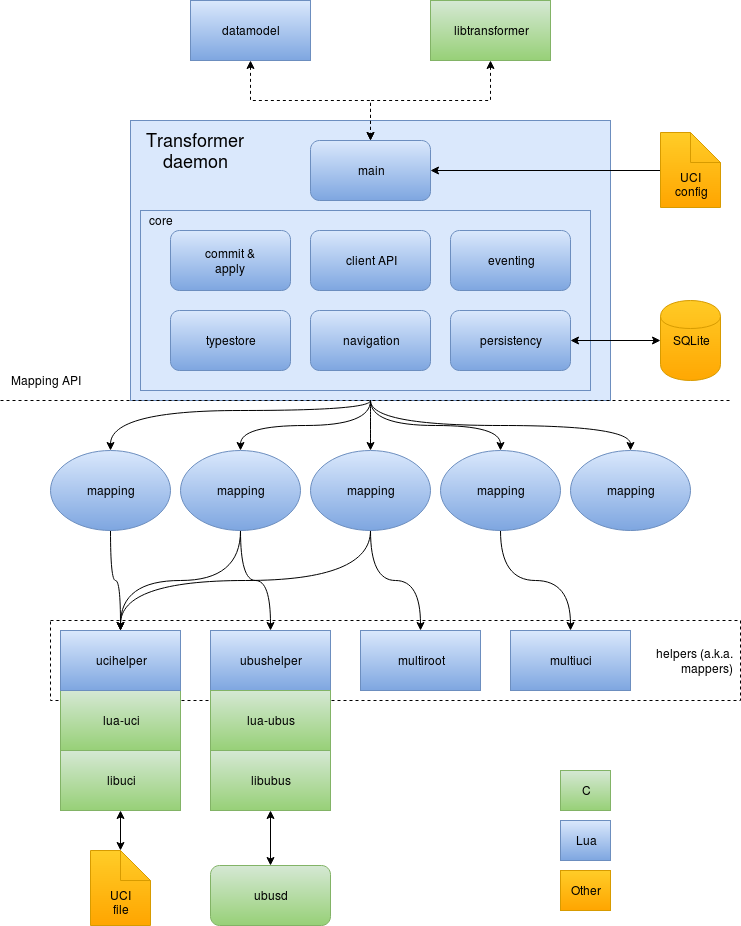 datamodel
libtransformer
Transformer
daemon
main
UCI
config
core
commit &
apply
client API
eventing
typestore
navigation
persistency
SQLite
Mapping API
mapping
mapping
mapping
mapping
mapping
ucihelper
ubushelper
multiroot
multiuci
helpers (a.k.a.
mappers)
lua-uci
lua-ubus
libuci
libubus
C
Lua
UCI
file
ubusd
Other